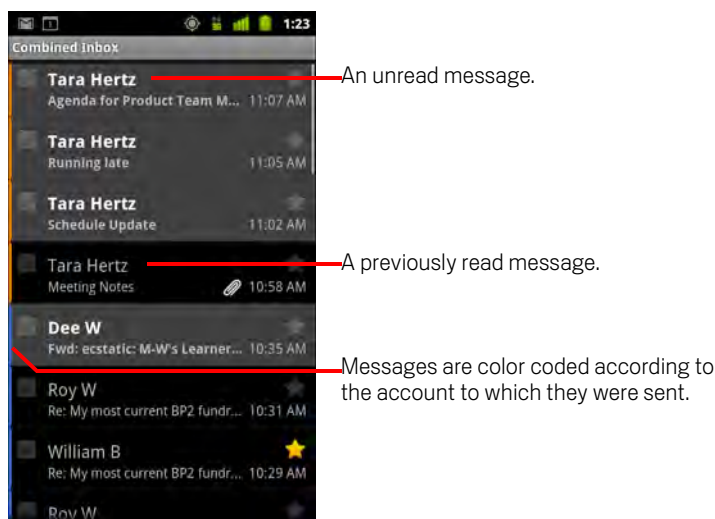 1:23
Combined Inbox
Tara Hertz
Agenda for Product Team M... 11:07 AM
An unread message.
Tara Hertz
Running late 11:05 AM
Tara Hertz
Schedule Update 11:02 AM
Tara Hertz
Meeting Notes 10:58 AM
A previously read message.
Dee W
Fwd: ecstatic: M-W's Learner... 10:35 AM
Messages are color coded according to
the account to which they were sent.
Roy W
Re: My most current BP2 fundr... 10:31 AM
William B
Re: My most current BP2 fundr... 10:29 AM
Roy W